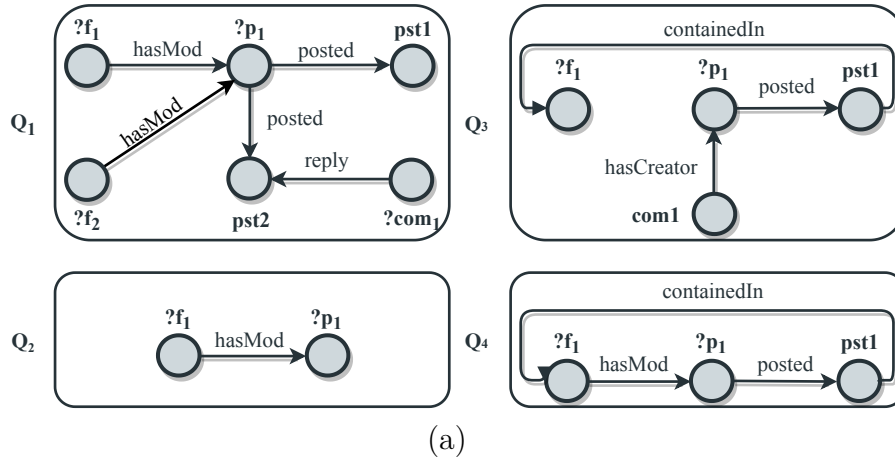 ?f1 ?p1 pst1
hasMod posted
Q1
hasMod posted
reply
?f2 pst2 ?com1
containedIn
?f1 ?p1 pst1
posted
Q3
hasCreator
com1
?f1 ?p1
Q2 hasMod
containedIn
?f1 ?p1 pst1
Q4
hasMod posted
(a)